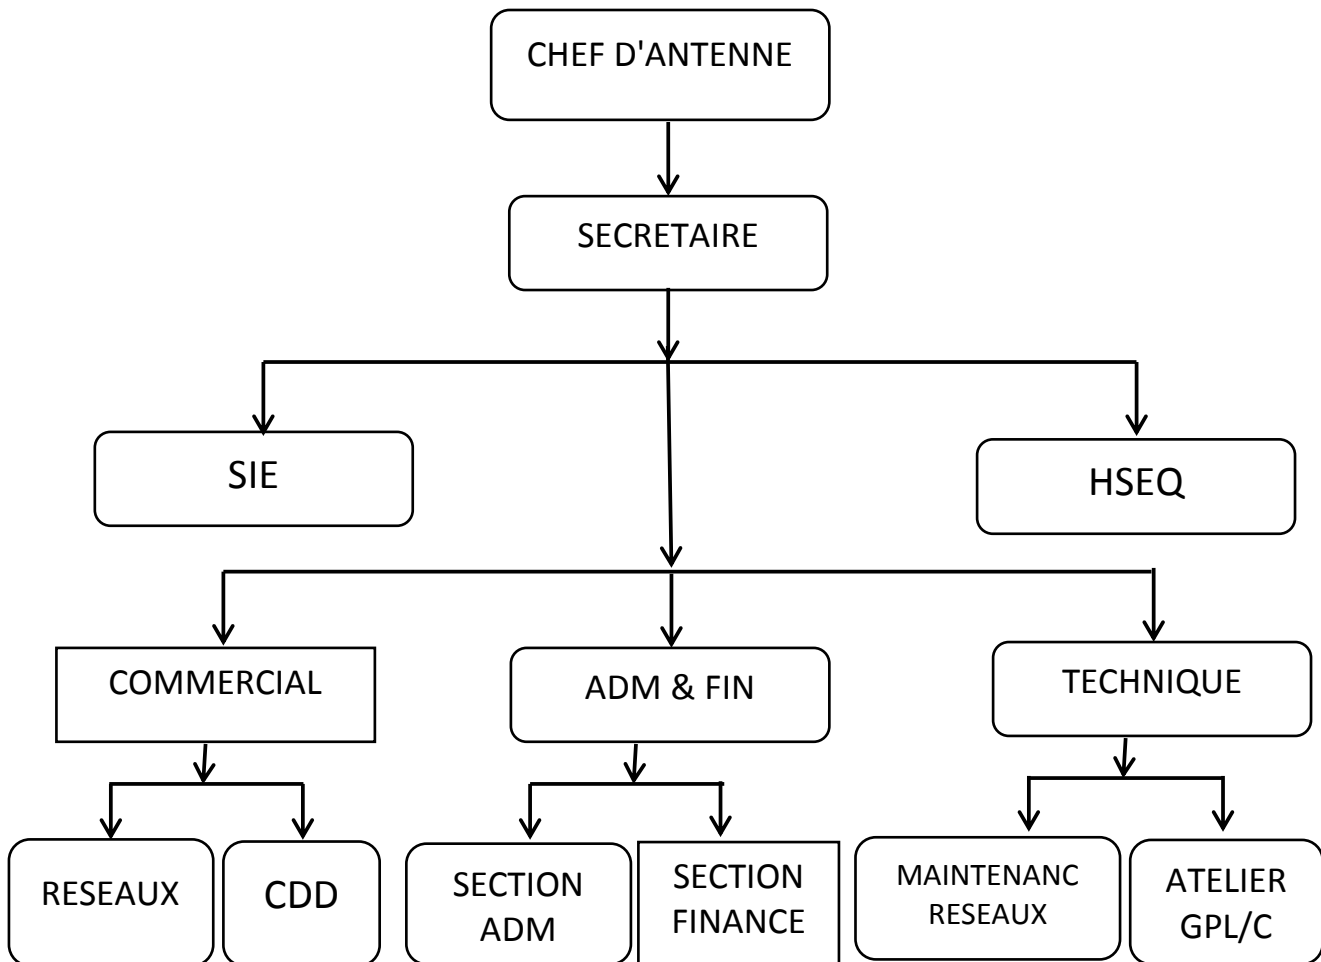 CHEF D'ANTENNE
SECRETAIRE
SIE
HSEQ
COMMERCIAL
ADM & FIN
TECHNIQUE
RESEAUX
CDD
SECTION
ADM
SECTION
FINANCE
MAINTENANC
RESEAUX
ATELIER
GPL/C